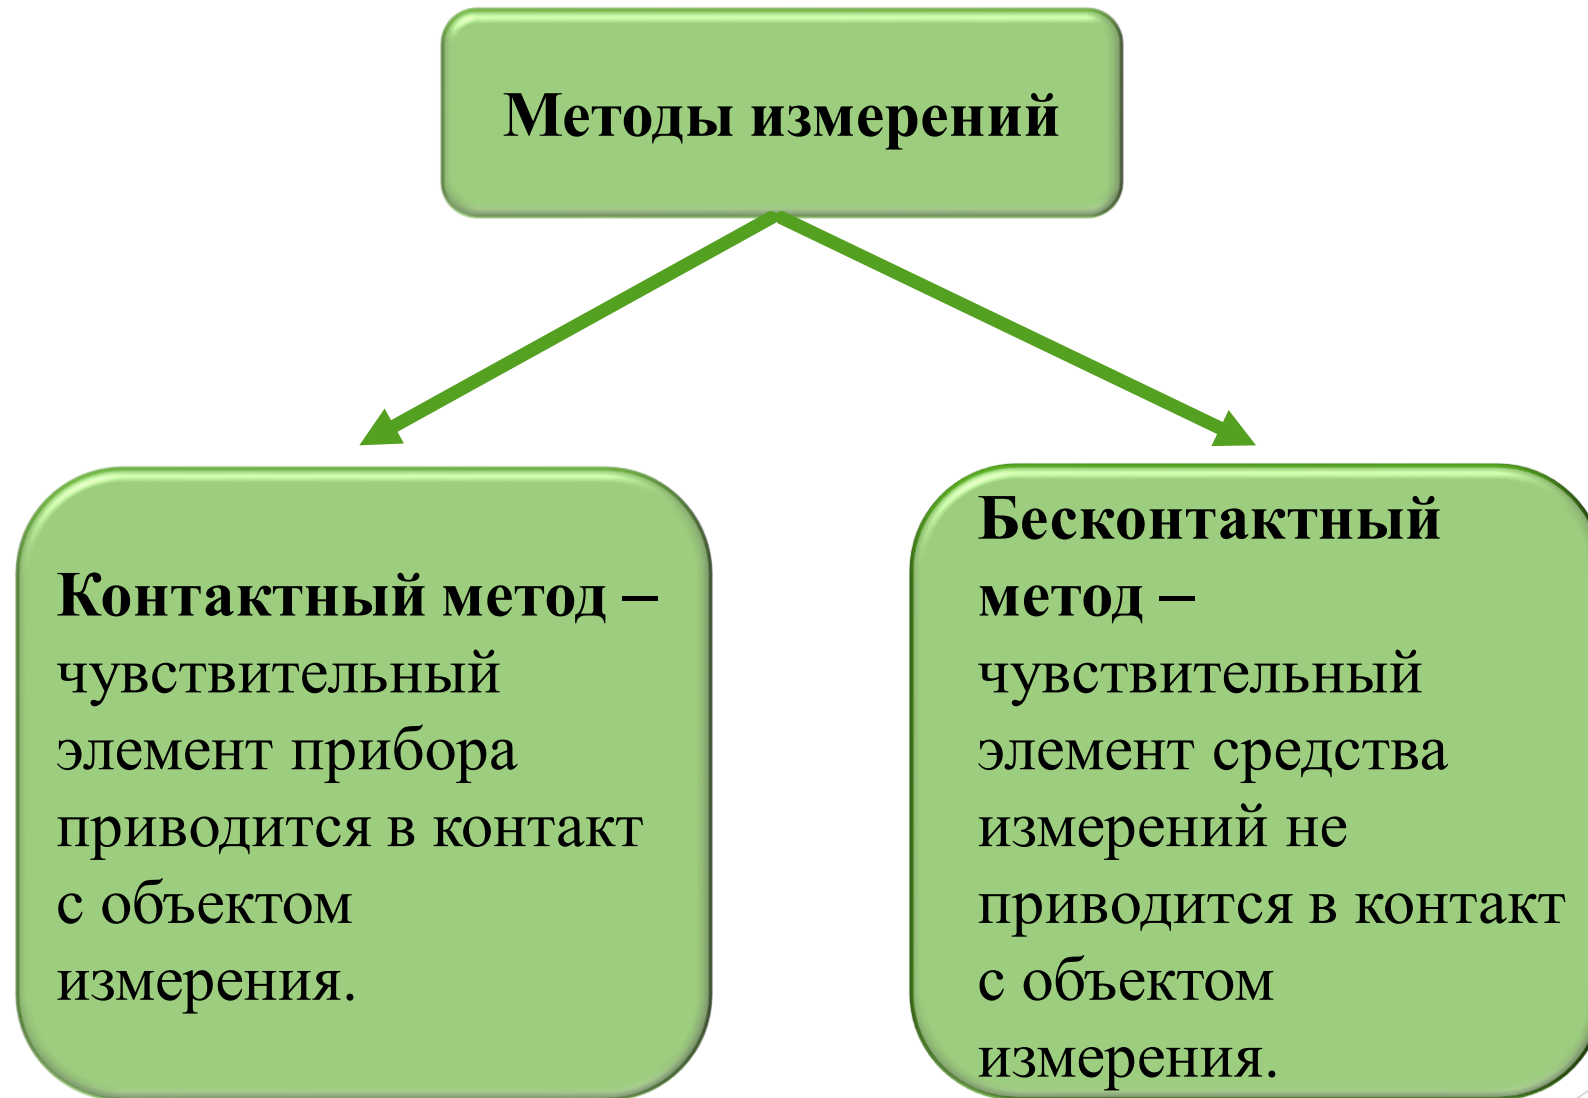 Методы измерений
Контактный метод –
чувствительный
элемент прибора
приводится в контакт
с объектом
измерения.
Бесконтактный
метод –
чувствительный
элемент средства
измерений не
приводится в контакт
с объектом
измерения.